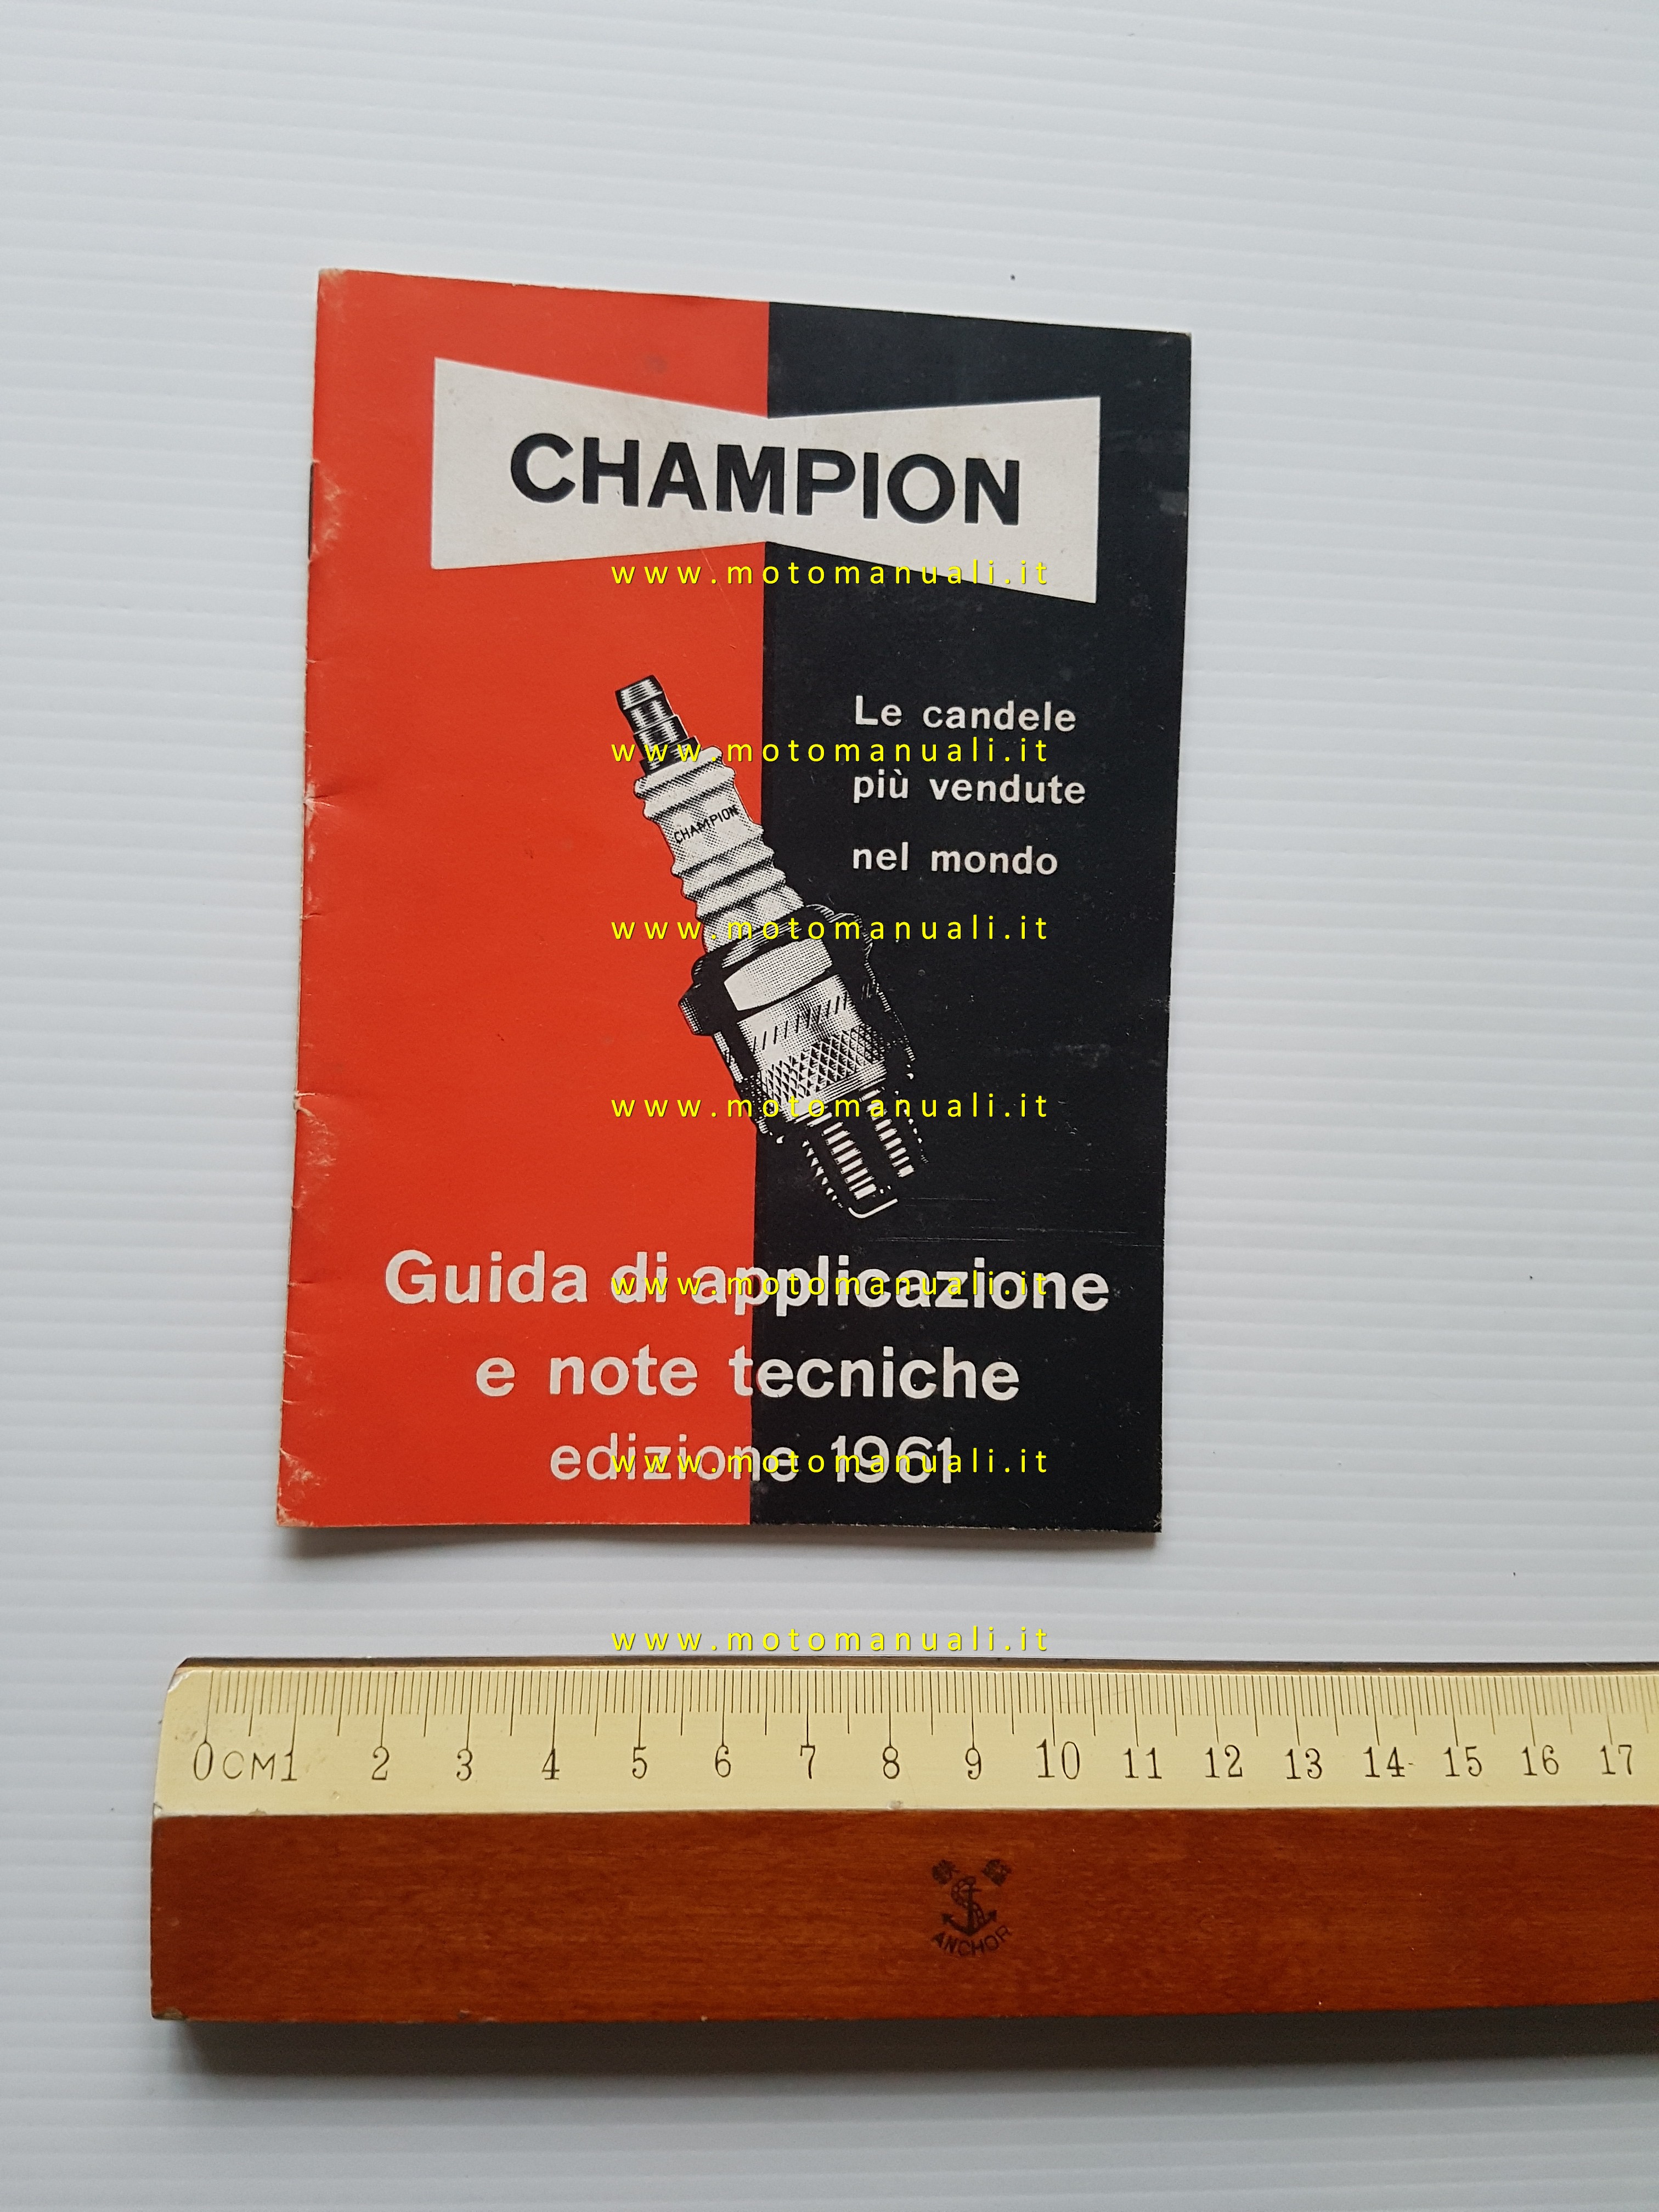 CHAMPION
www.motomanuali.it
Le candele
www.motomanuali.it
più vendute
CHAMPION
nel mondo
www.motomanuali.it
www.motomanuali.it
Guida di applicazione
www.motomanuali.it
e note tecniche
edizione 1961
www.motomanuali.it
www.motomanuali.it
0 CM 1 2 3 4 5 6 7 8 9 10 11 12 13 14 15 16 17
ANCHOR